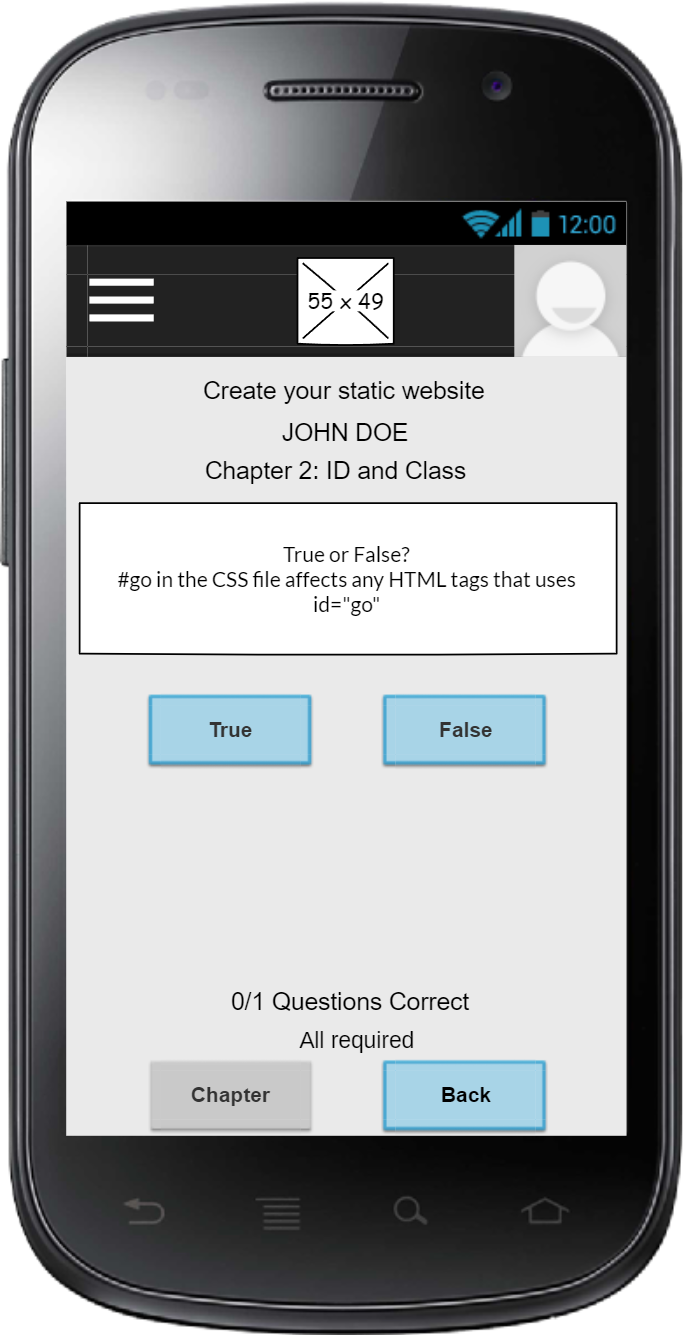 12:00
55 x 49
Create your static website
JOHN DOE
Chapter 2: ID and Class
True or False?
#go in the CSS file affects any HTML tags that uses
id="go"
True
False
0/1 Questions Correct
All required
Chapter
Back